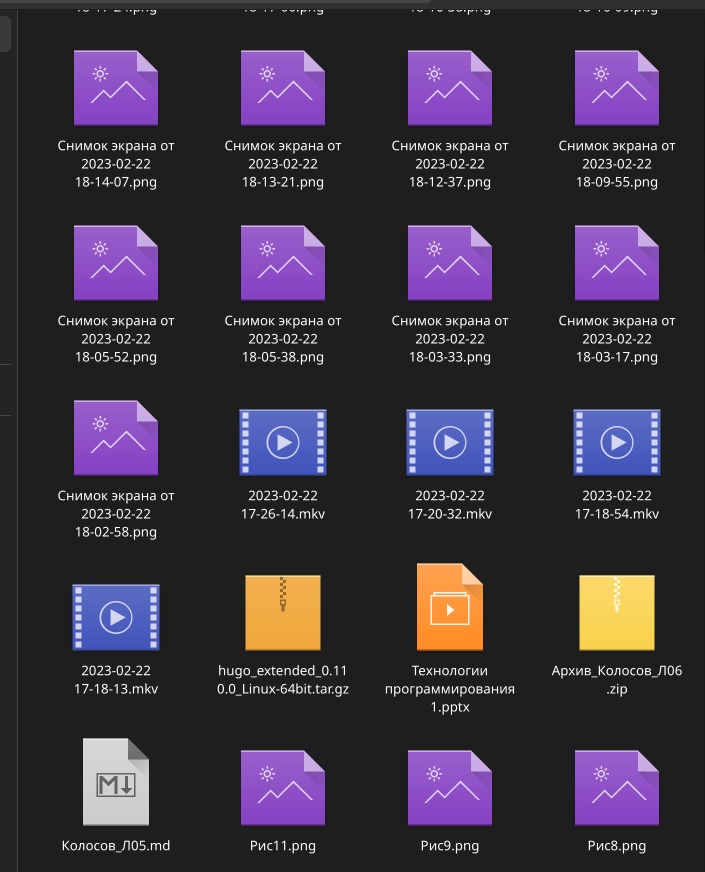 Снимок экрана от
2023-02-22
18-14-07.png
Снимок экрана от
2023-02-22
18-13-21.png
Снимок экрана от
2023-02-22
18-12-37.png
Снимок экрана от
2023-02-22
18-09-55.png
Снимок экрана от
2023-02-22
18-05-52.png
Снимок экрана от
2023-02-22
18-05-38.png
Снимок экрана от
2023-02-22
18-03-33.png
Снимок экрана от
2023-02-22
18-03-17.png
Снимок экрана от
2023-02-22
18-02-58.png
2023-02-22
17-26-14.mkv
2023-02-22
17-20-32.mkv
2023-02-22
17-18-54.mkv
2023-02-22
17-18-13.mkv
hugo_extended_0.11
0.0_Linux-64bit.tar.gz
Технологии
программирования
1.pptx
Архив_Колосов_Л06
.zip
M
Колосов_Л05.md
Рис11.png
Рис9.png
Рис8.png